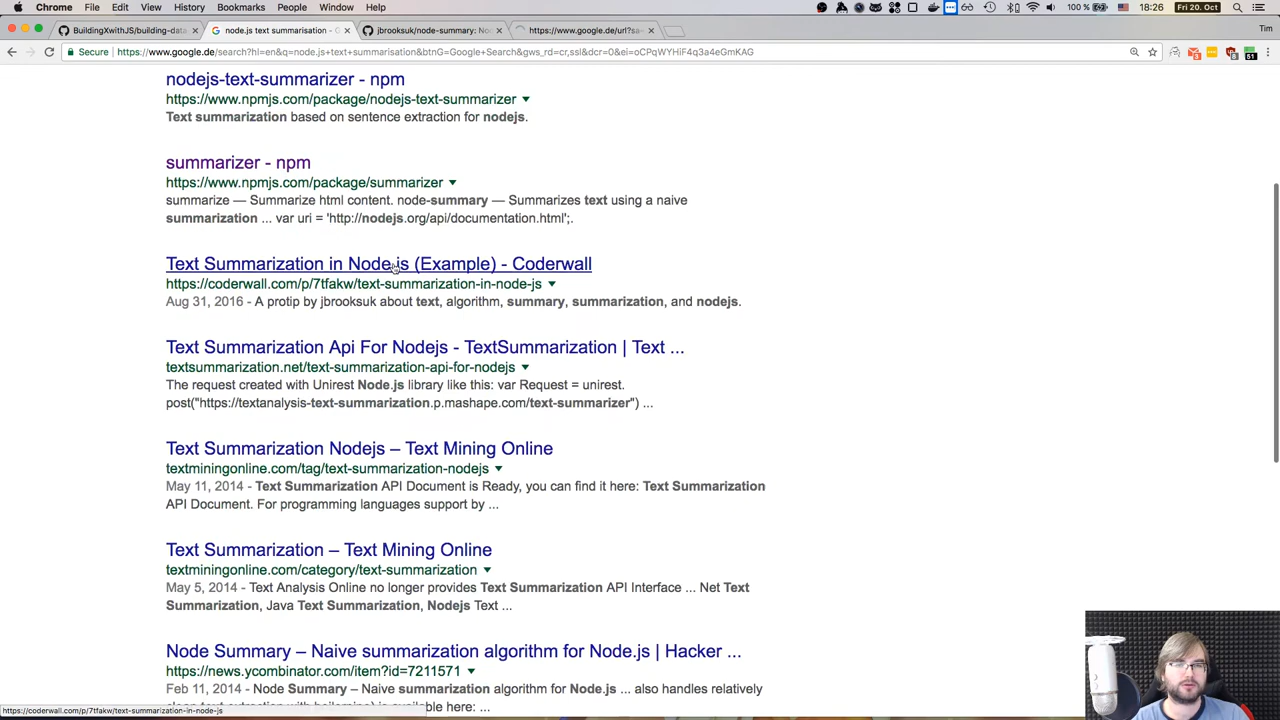 Chrome File Edit View History Bookmarks People Window Help 100 % 18:26 Fri 20. Oct
BuildingXwithJS/building-data node.js text summarisation - G jbrooksuk/node-summary: No https://www.google.de/url?sa= Tim
Secure https://www.google.de/search?hl=en&q=node.js+text+summarisation&btnG=Google+Search&gws_rd=cr,ssl&dcr=0&ei=oCPqWYHiF4q3a4eGmKAG
nodejs-text-summarizer - npm
https://www.npmjs.com/package/nodejs-text-summarizer
Text summarization based on sentence extraction for nodejs.
summarizer - npm
https://www.npmjs.com/package/summarizer
summarize — Summarize html content. node-summary — Summarizes text using a naive
summarization ... var uri = 'http://nodejs.org/api/documentation.html';.
Text Summarization in Node.js (Example) - Coderwall
https://coderwall.com/p/7tfakw/text-summarization-in-node-js
Aug 31, 2016 - A protip by jbrooksuk about text, algorithm, summary, summarization, and nodejs.
Text Summarization Api For Nodejs - TextSummarization | Text ...
textsummarization.net/text-summarization-api-for-nodejs
The request created with Unirest Node.js library like this: var Request = unirest.
post("https://textanalysis-text-summarization.p.mashape.com/text-summarizer") ...
Text Summarization Nodejs – Text Mining Online
textminingonline.com/tag/text-summarization-nodejs
May 11, 2014 - Text Summarization API Document is Ready, you can find it here: Text Summarization
API Document. For programming languages support by ...
Text Summarization – Text Mining Online
textminingonline.com/category/text-summarization
May 5, 2014 - Text Analysis Online no longer provides Text Summarization API Interface ... Net Text
Summarization, Java Text Summarization, Nodejs Text ...
Node Summary – Naive summarization algorithm for Node.js | Hacker ...
https://news.ycombinator.com/item?id=7211571
Feb 11, 2014 - Node Summary – Naive summarization algorithm for Node.js ... also handles relatively
https://coderwall.com/p/7tfakw/text-summarization-in-node-js